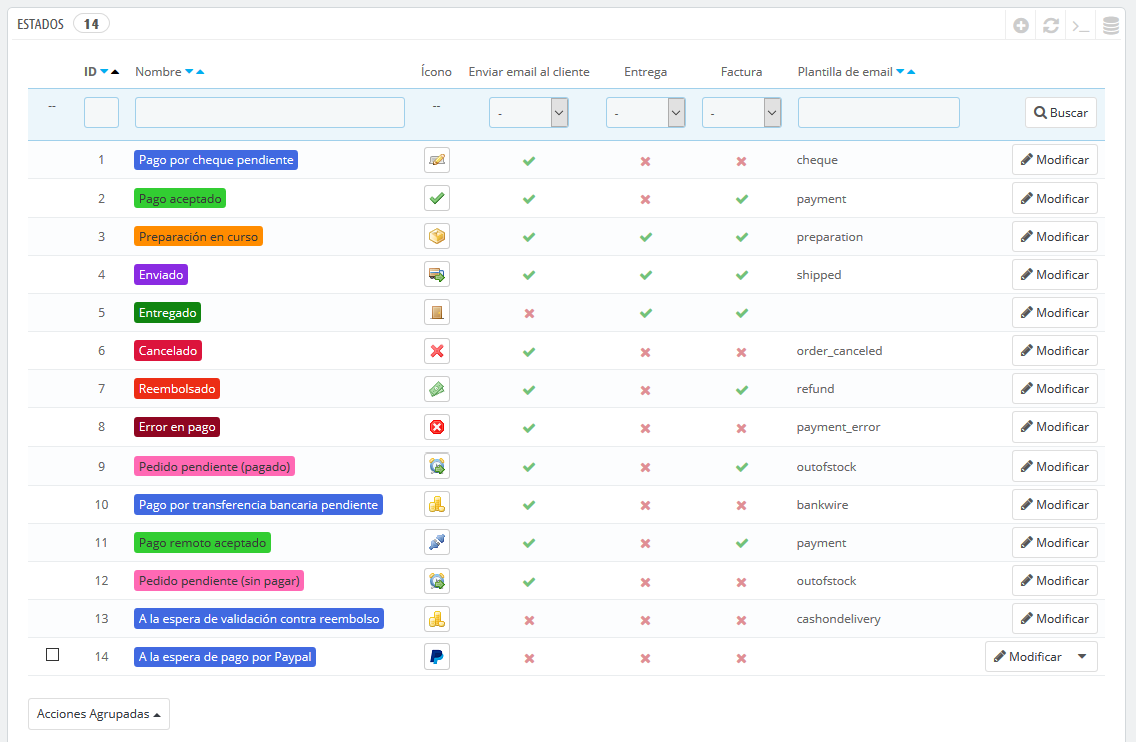 ESTADOS 14
ID Nombre Ícono Enviar email al cliente Entrega Factura Plantilla de email
-- -- - - - Buscar
1 Pago por cheque pendiente cheque Modificar
2 Pago aceptado payment Modificar
3 Preparación en curso preparation Modificar
4 Enviado shipped Modificar
5 Entregado Modificar
6 Cancelado order_canceled Modificar
7 Reembolsado refund Modificar
8 Error en pago payment_error Modificar
9 Pedido pendiente (pagado) outofstock Modificar
10 Pago por transferencia bancaria pendiente bankwire Modificar
11 Pago remoto aceptado payment Modificar
12 Pedido pendiente (sin pagar) outofstock Modificar
13 A la espera de validación contra reembolso cashondelivery Modificar
14 A la espera de pago por Paypal Modificar
Acciones Agrupadas